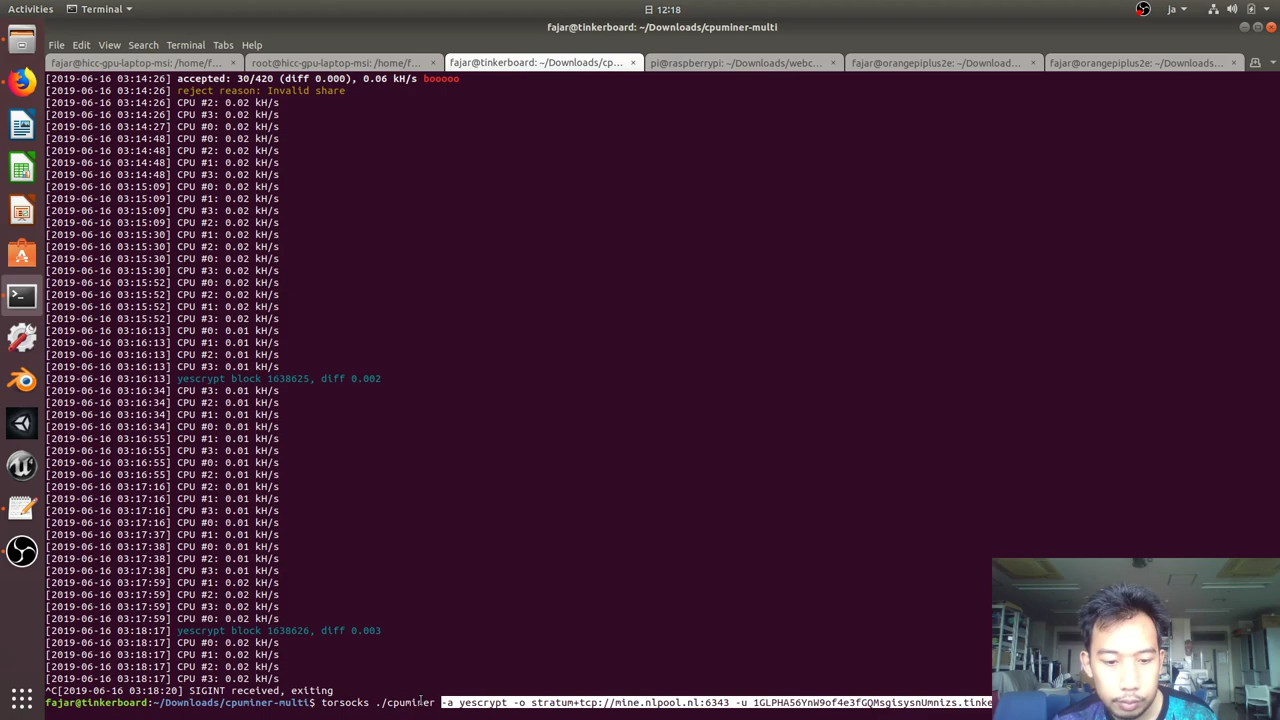 Activities Terminal 日 12:18 ja
fajar@tinkerboard: ~/Downloads/cpuminer-multi
File Edit View Search Terminal Tabs Help
fajar@hicc-gpu-laptop-msi: /home/f... × root@hicc-gpu-laptop-msi: /home/f... × fajar@tinkerboard: ~/Downloads/cp... × pi@raspberrypi: ~/Downloads/webc... × fajar@orangepiplus2e: ~/Download... × fajar@orangepiplus2e: ~/Downloads... ×
[2019-06-16 03:14:26] accepted: 30/420 (diff 0.000), 0.06 kH/s booooo
[2019-06-16 03:14:26] reject reason: Invalid share
[2019-06-16 03:14:26] CPU #2: 0.02 kH/s
[2019-06-16 03:14:26] CPU #3: 0.02 kH/s
[2019-06-16 03:14:27] CPU #0: 0.02 kH/s
[2019-06-16 03:14:48] CPU #0: 0.02 kH/s
[2019-06-16 03:14:48] CPU #2: 0.02 kH/s
[2019-06-16 03:14:48] CPU #1: 0.02 kH/s
[2019-06-16 03:14:48] CPU #3: 0.02 kH/s
[2019-06-16 03:15:09] CPU #0: 0.02 kH/s
[2019-06-16 03:15:09] CPU #1: 0.02 kH/s
[2019-06-16 03:15:09] CPU #3: 0.02 kH/s
[2019-06-16 03:15:09] CPU #2: 0.02 kH/s
[2019-06-16 03:15:30] CPU #1: 0.02 kH/s
[2019-06-16 03:15:30] CPU #2: 0.02 kH/s
[2019-06-16 03:15:30] CPU #0: 0.02 kH/s
[2019-06-16 03:15:30] CPU #3: 0.02 kH/s
[2019-06-16 03:15:52] CPU #0: 0.02 kH/s
[2019-06-16 03:15:52] CPU #2: 0.02 kH/s
[2019-06-16 03:15:52] CPU #1: 0.02 kH/s
[2019-06-16 03:15:52] CPU #3: 0.02 kH/s
[2019-06-16 03:16:13] CPU #0: 0.01 kH/s
[2019-06-16 03:16:13] CPU #1: 0.01 kH/s
[2019-06-16 03:16:13] CPU #2: 0.01 kH/s
[2019-06-16 03:16:13] CPU #3: 0.01 kH/s
[2019-06-16 03:16:13] yescrypt block 1638625, diff 0.002
[2019-06-16 03:16:34] CPU #3: 0.01 kH/s
[2019-06-16 03:16:34] CPU #2: 0.01 kH/s
[2019-06-16 03:16:34] CPU #1: 0.01 kH/s
[2019-06-16 03:16:34] CPU #0: 0.01 kH/s
[2019-06-16 03:16:55] CPU #1: 0.01 kH/s
[2019-06-16 03:16:55] CPU #3: 0.01 kH/s
[2019-06-16 03:16:55] CPU #0: 0.01 kH/s
[2019-06-16 03:16:55] CPU #2: 0.01 kH/s
[2019-06-16 03:17:16] CPU #2: 0.01 kH/s
[2019-06-16 03:17:16] CPU #1: 0.01 kH/s
[2019-06-16 03:17:16] CPU #3: 0.01 kH/s
[2019-06-16 03:17:16] CPU #0: 0.01 kH/s
[2019-06-16 03:17:37] CPU #1: 0.01 kH/s
[2019-06-16 03:17:38] CPU #0: 0.01 kH/s
[2019-06-16 03:17:38] CPU #2: 0.01 kH/s
[2019-06-16 03:17:38] CPU #3: 0.01 kH/s
[2019-06-16 03:17:59] CPU #1: 0.02 kH/s
[2019-06-16 03:17:59] CPU #2: 0.02 kH/s
[2019-06-16 03:17:59] CPU #3: 0.02 kH/s
[2019-06-16 03:17:59] CPU #0: 0.02 kH/s
[2019-06-16 03:18:17] yescrypt block 1638626, diff 0.003
[2019-06-16 03:18:17] CPU #0: 0.02 kH/s
[2019-06-16 03:18:17] CPU #1: 0.02 kH/s
[2019-06-16 03:18:17] CPU #2: 0.02 kH/s
[2019-06-16 03:18:17] CPU #3: 0.02 kH/s
^C[2019-06-16 03:18:20] SIGINT received, exiting
fajar@tinkerboard:~/Downloads/cpuminer-multi$ torsocks ./cpuminer -a yescrypt -o stratum+tcp://mine.nlpool.nl:6343 -u 1GLPHA56YnW9of4e3fGQMsgisysnUmnizs.tinke